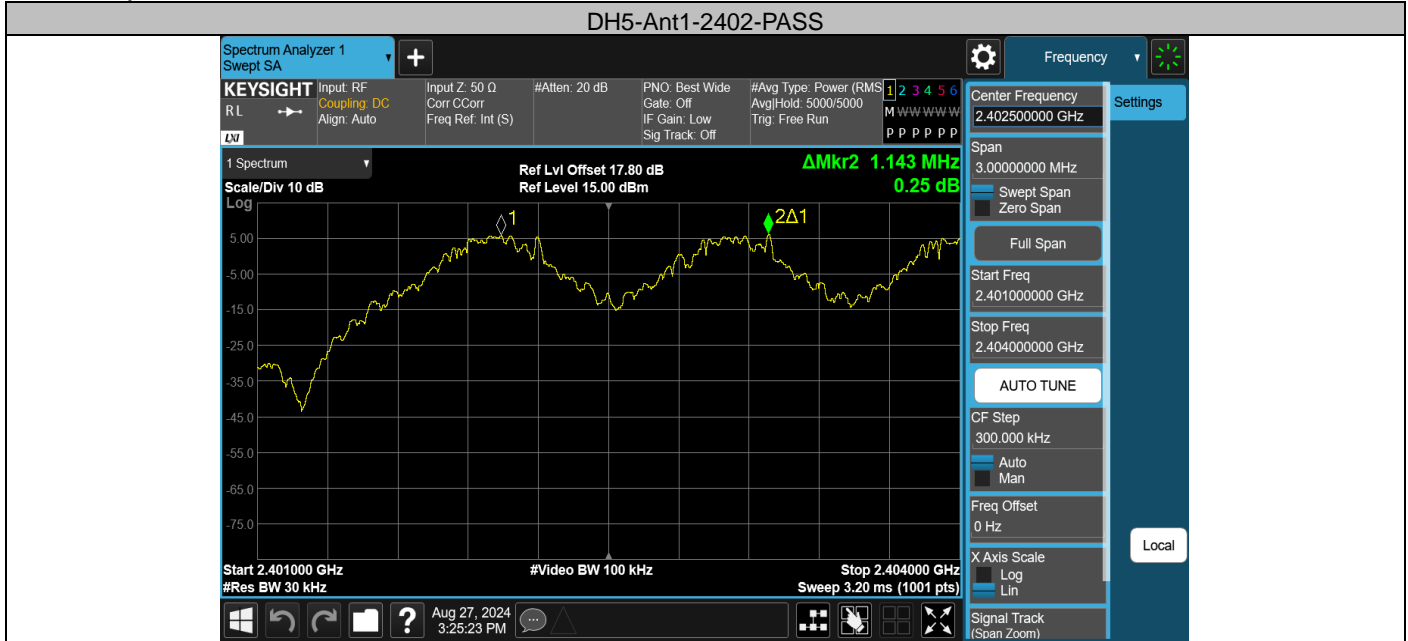 DH5-Ant1-2402-PASS
Spectrum Analyzer 1
Swept SA
Frequency
KEYSIGHT
RL
LXI
Input: RF
Coupling: DC
Align: Auto
Input Z: 50 Ω
Corr CCorr
Freq Ref: Int (S)
#Atten: 20 dB
PNO: Best Wide
Gate: Off
IF Gain: Low
Sig Track: Off
#Avg Type: Power (RMS
Avg|Hold: 5000/5000
Trig: Free Run
1 2 3 4 5 6
M W W W W W
P P P P P P
Center Frequency
2.402500000 GHz
Settings
Span
3.00000000 MHz
Swept Span
Zero Span
Full Span
Start Freq
2.401000000 GHz
Stop Freq
2.404000000 GHz
AUTO TUNE
CF Step
300.000 kHz
Auto
Man
Freq Offset
0 Hz
X Axis Scale
Log
Lin
Signal Track
(Span Zoom)
Local
1 Spectrum
Scale/Div 10 dB
Log
Ref Lvl Offset 17.80 dB
Ref Level 15.00 dBm
ΔMkr2 1.143 MHz
0.25 dB
1
2Δ1
5.00
-5.00
-15.0
-25.0
-35.0
-45.0
-55.0
-65.0
-75.0
Start 2.401000 GHz
#Video BW 100 kHz
Stop 2.404000 GHz
#Res BW 30 kHz
Sweep 3.20 ms (1001 pts)
?
Aug 27, 2024
3:25:23 PM